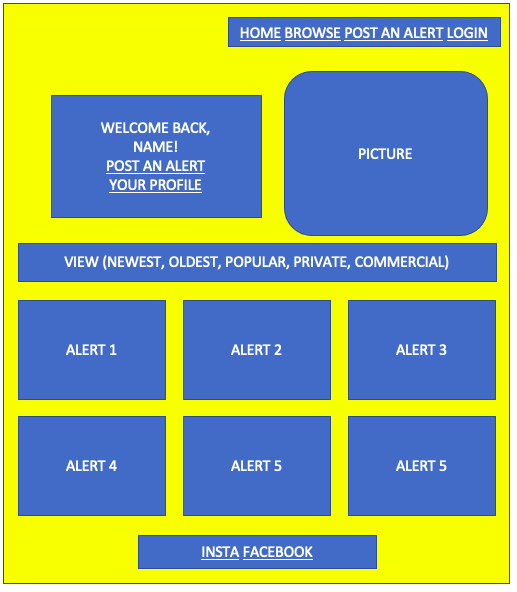 HOME BROWSE POST AN ALERT LOGIN
WELCOME BACK,
NAME!
POST AN ALERT
YOUR PROFILE
PICTURE
VIEW (NEWEST, OLDEST, POPULAR, PRIVATE, COMMERCIAL)
ALERT 1
ALERT 2
ALERT 3
ALERT 4
ALERT 5
ALERT 5
INSTA FACEBOOK